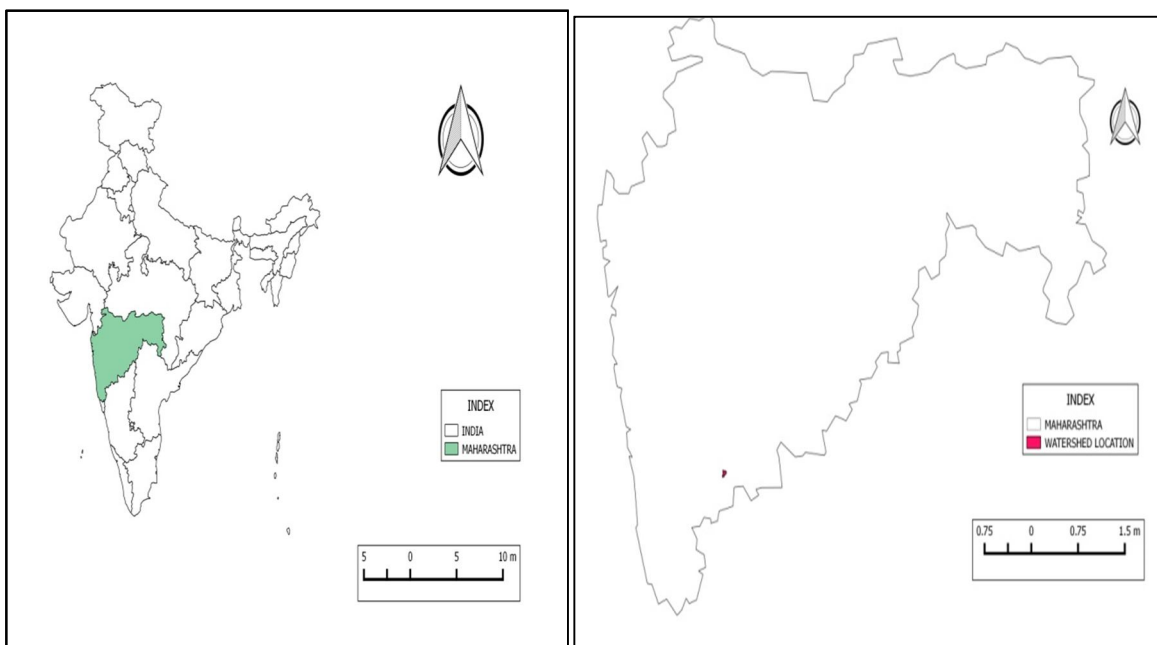 INDEX
INDIA
MAHARASHTRA
5 0 5 10 m
INDEX
MAHARASHTRA
WATERSHED LOCATION
0.75 0 0.75 1.5 m